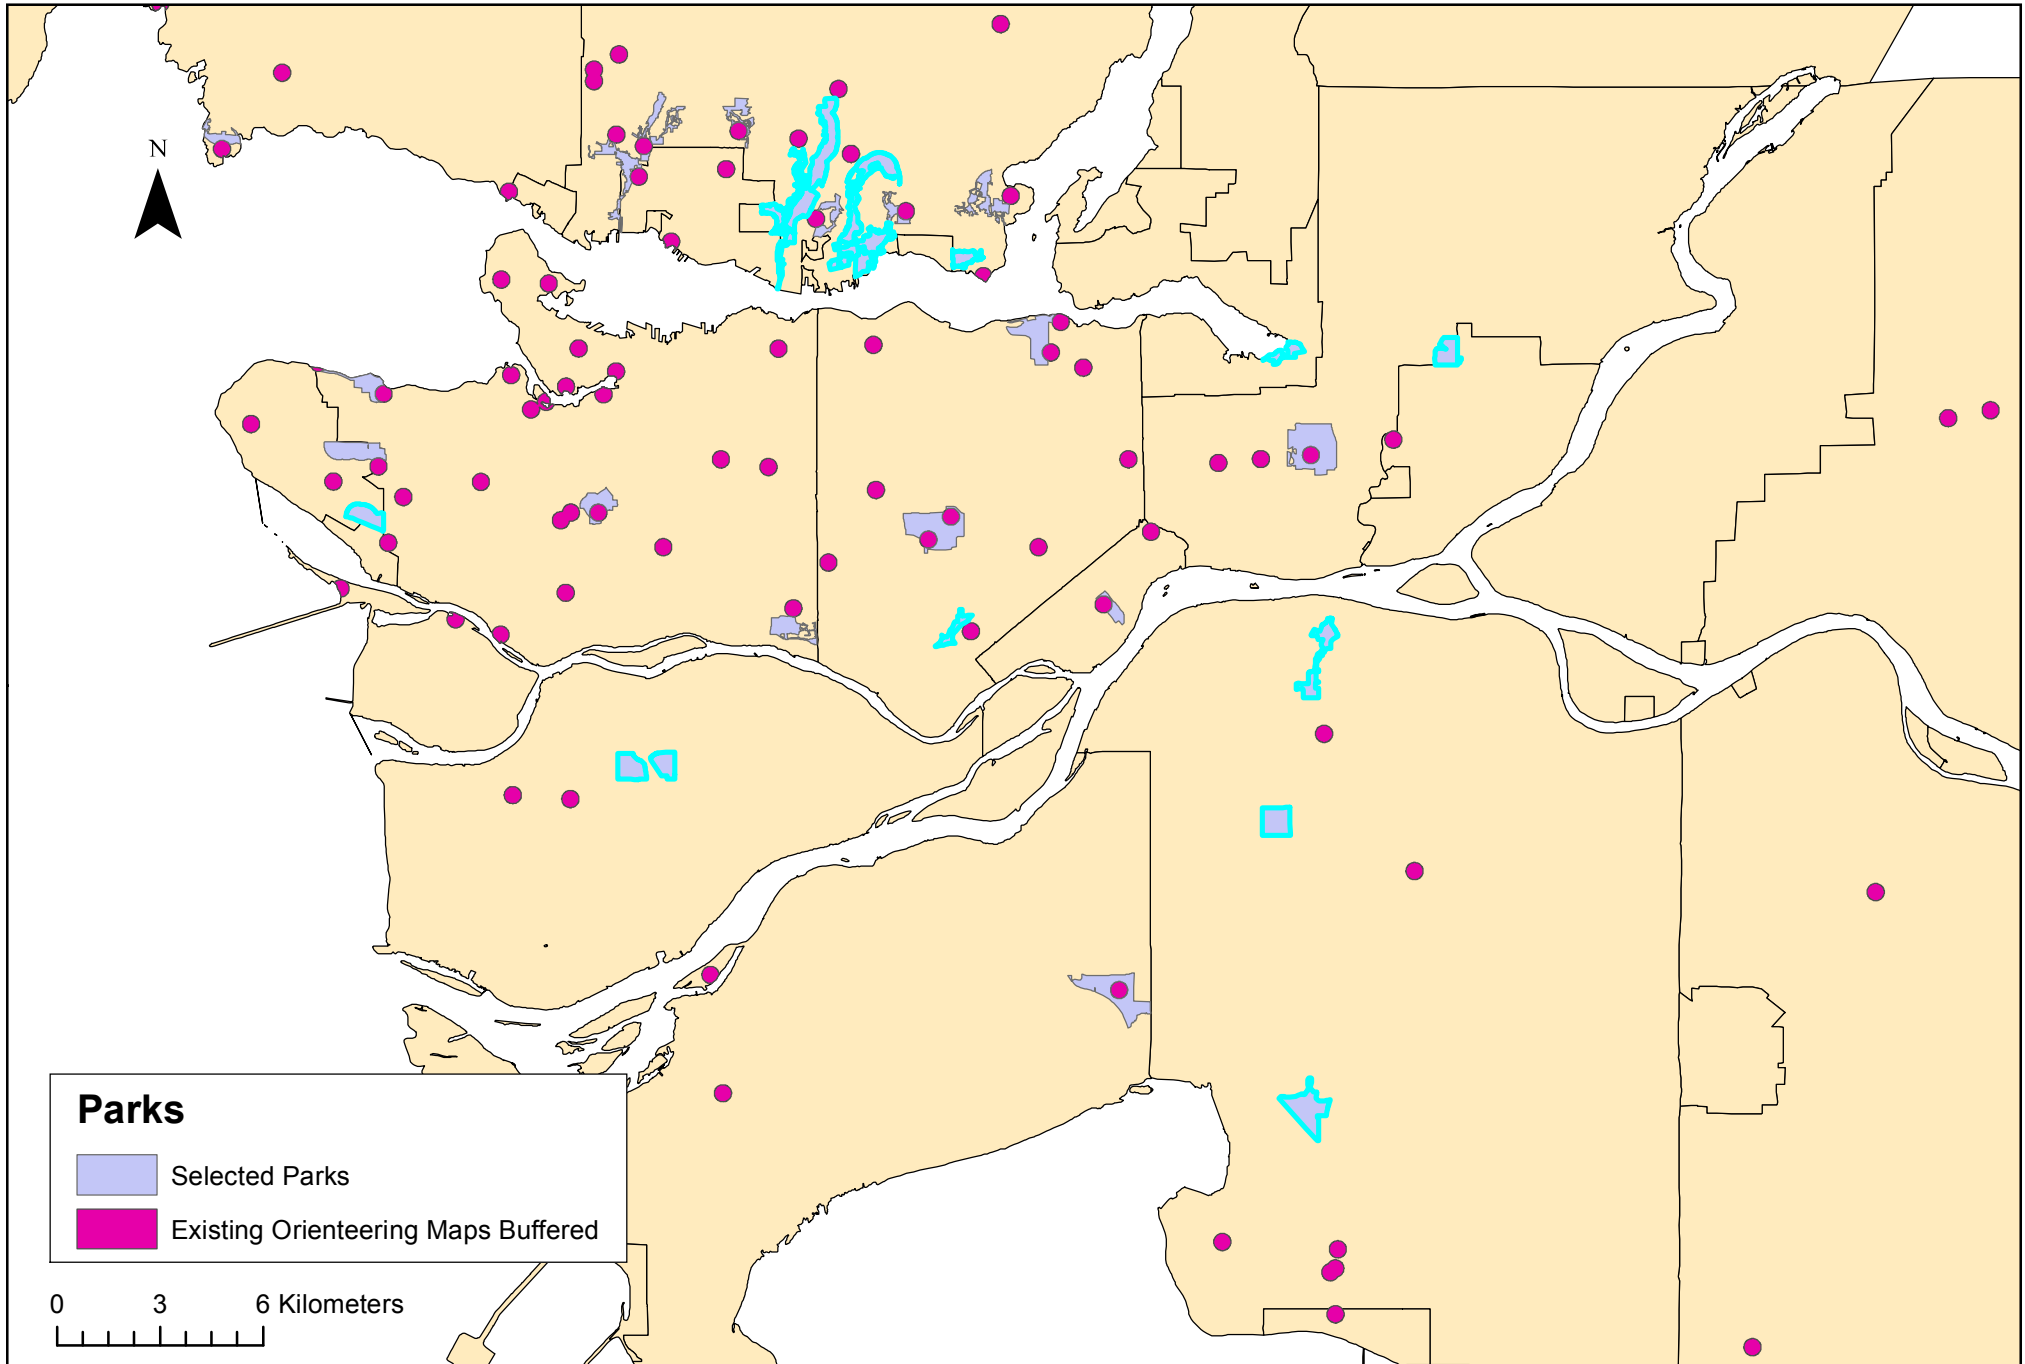 N
Parks
Selected Parks
Existing Orienteering Maps Buffered
0 3 6 Kilometers